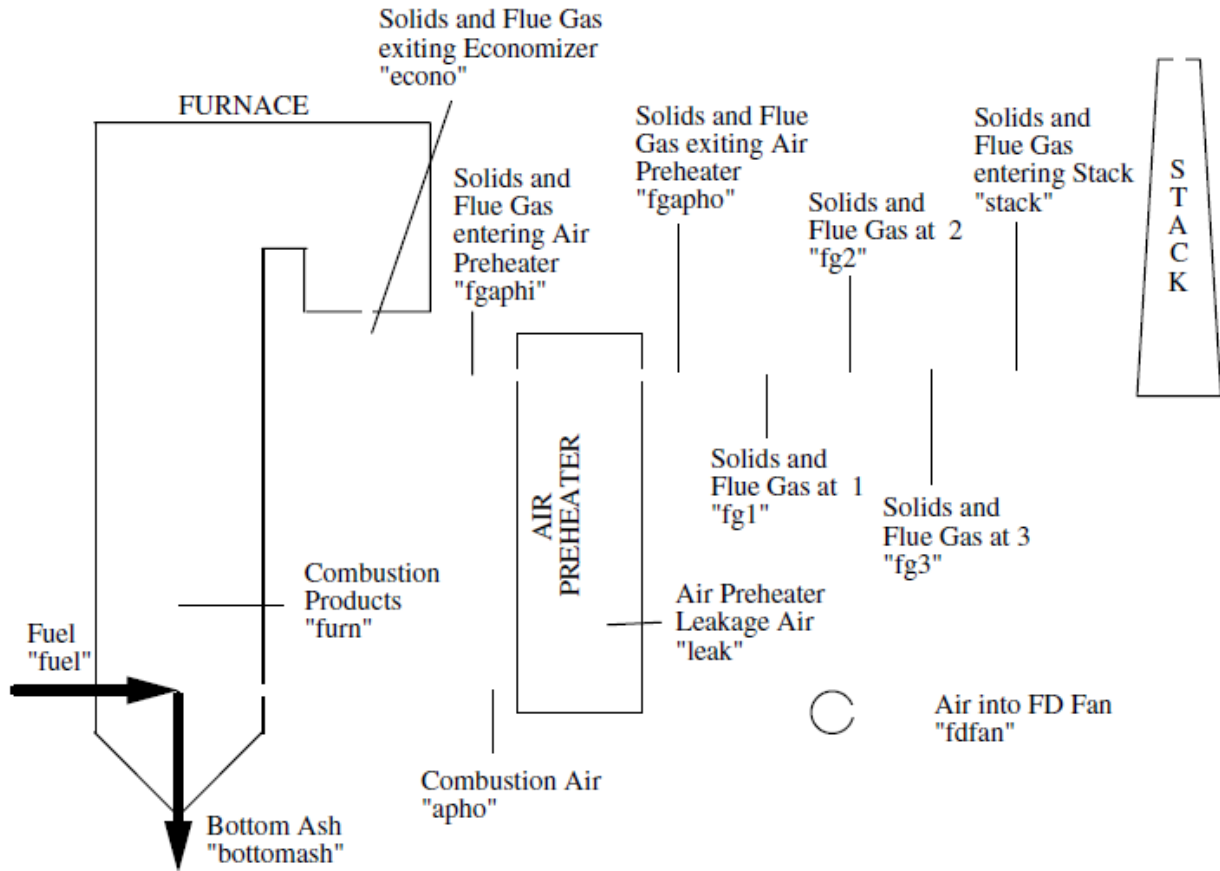 Solids and Flue Gas
exiting Economizer
"econo"
FURNACE
Solids and
Flue Gas
entering Air
Preheater
"fgaphi"
Solids and Flue
Gas exiting Air
Preheater
"fgapho"
Solids and
Flue Gas at 2
"fg2"
Solids and
Flue Gas
entering Stack
"stack"
STACK
AIR
PREHEATER
Solids and
Flue Gas at 1
"fg1"
Solids and
Flue Gas at 3
"fg3"
Combustion
Products
"furn"
Air Preheater
Leakage Air
"leak"
Fuel
"fuel"
Air into FD Fan
"fdfan"
Combustion Air
"apho"
Bottom Ash
"bottomash"